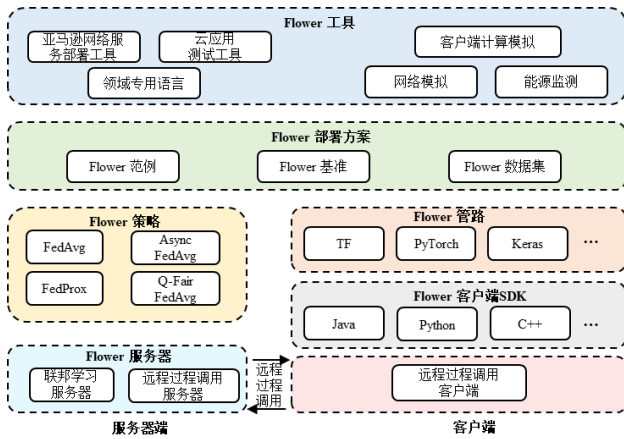 Flower 工具
亚马逊网络服
务部署工具
云应用
测试工具
客户端计算模拟
领域专用语言
网络模拟
能源监测
Flower 部署方案
Flower 范例
Flower 基准
Flower 数据集
Flower 策略
FedAvg
Async
FedAvg
FedProx
Q-Fair
FedAvg
Flower 管路
TF
PyTorch
Keras
...
Flower 客户端SDK
Java
Python
C++
...
Flower 服务器
联邦学习
服务器
远程过程调用
服务器
远程
过程
调用
远程过程调用
客户端
服务器端
客户端